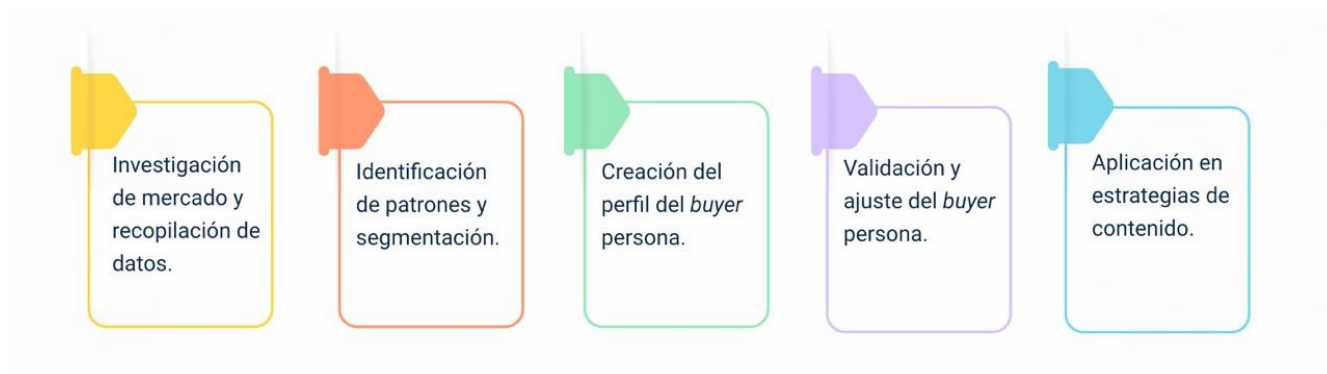 Investigación
de mercado y
recopilación de
datos.
Identificación
de patrones y
segmentación.
Creación del
perfil del buyer
persona.
Validación y
ajuste del buyer
persona.
Aplicación en
estrategias de
contenido.